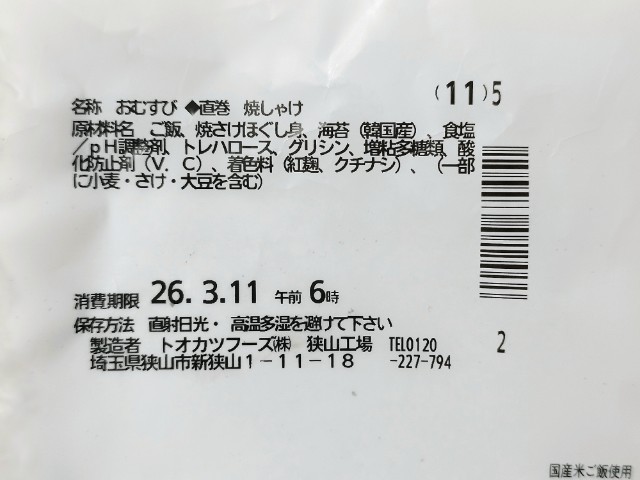 (11)5
名称 おむすび ◆直巻 焼しゃけ
原材料名 ご飯、焼さけほぐし身、海苔(韓国産)、食塩
/pH調整剤、トレハロース、グリシン、増粘多糖類、酸
化防止剤(V.C)、着色料(紅麹、クチナシ)、(一部
に小麦・さけ・大豆を含む)
消費期限 26.3.11 午前 6時
保存方法 直射日光・高温多湿を避けて下さい
製造者 トオカツフーズ㈱ 狭山工場 TEL0120
埼玉県狭山市新狭山1-11-18 -227-794
2
国産米ご飯使用